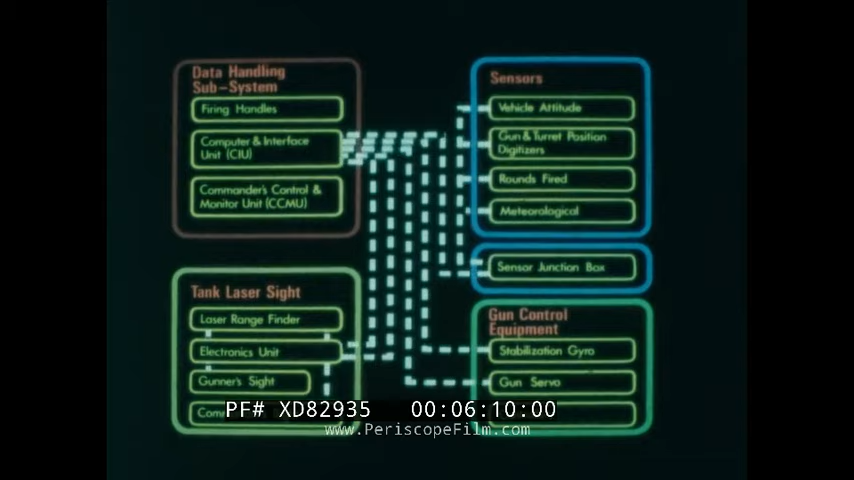 Data Handling
Sub-System
Firing Handles
Computer & Interface
Unit (CIU)
Commander's Control &
Monitor Unit (CCMU)
Tank Laser Sight
Laser Range Finder
Electronics Unit
Gunner's Sight
Sensors
Vehicle Attitude
Gun & Turret Position
Digitizers
Rounds Fired
Meteorological
Sensor Junction Box
Gun Control
Equipment
Stabilization Gyro
Gun Servo
PF# XD82935 00:06:10:00
www.PeriscopeFilm.com